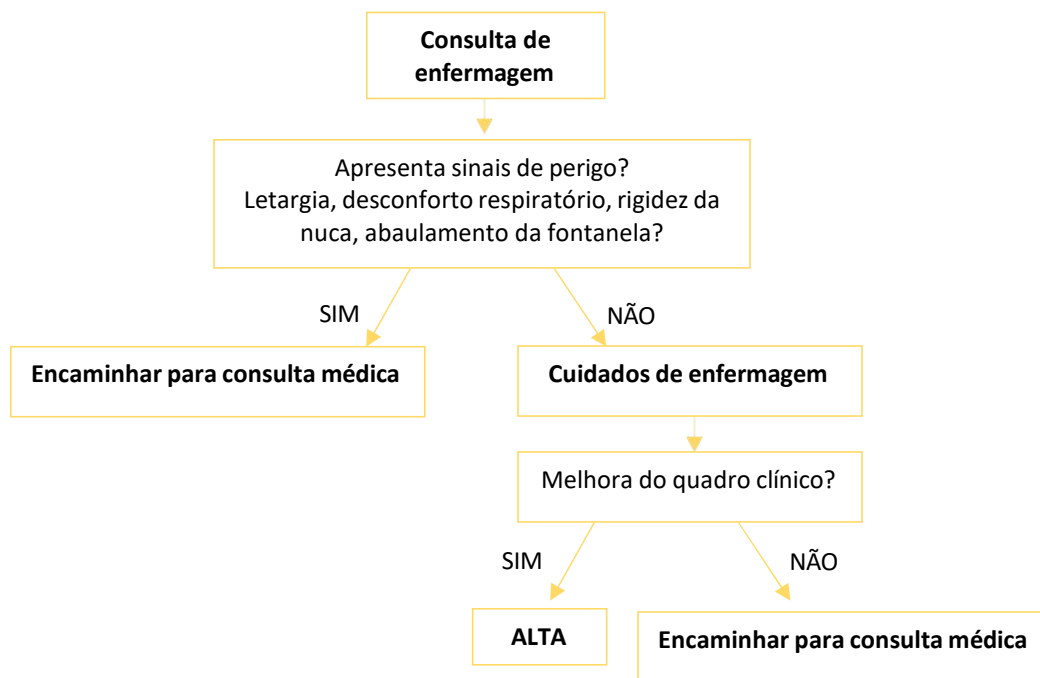 Consulta de
enfermagem
Apresenta sinais de perigo?
Letargia, desconforto respiratório, rigidez da
nuca, abaulamento da fontanela?
SIM
NÃO
Encaminhar para consulta médica
Cuidados de enfermagem
Melhora do quadro clínico?
SIM
NÃO
ALTA
Encaminhar para consulta médica